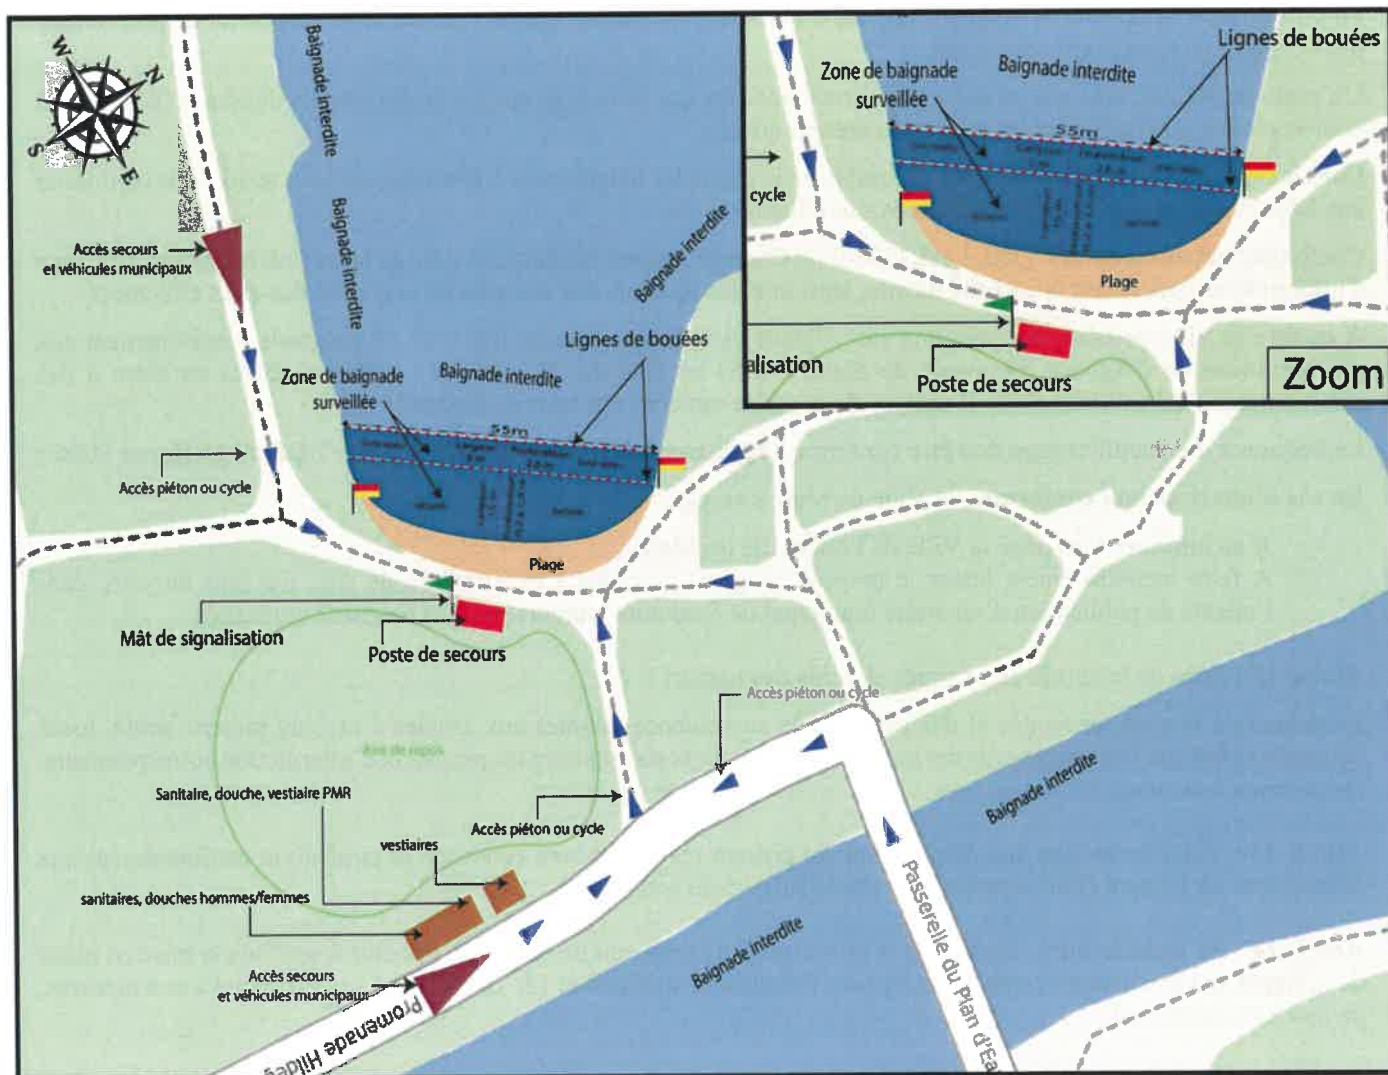 W
N
S
E
Baignade interdite
Accès secours
et véhicules municipaux
Baignade interdite
Baignade interdite
Lignes de bouées
Zone de baignade
surveillée
Baignade interdite
55m
Accès piéton ou cycle
Plage
Mât de signalisation
Poste de secours
Zone de baignade
surveillée
Baignade interdite
Lignes de bouées
55m
cycle
Plage
alisation
Poste de secours
Zoom
Accès piéton ou cycle
Aire de repos
Sanitaire, douche, vestiaire PMR
Accès piéton ou cycle
vestiaires
sanitaires, douches hommes/femmes
Accès secours
et véhicules municipaux
Promenade Hildeg
Baignade interdite
Baignade interdite
Passerelle du Plan d'Ea